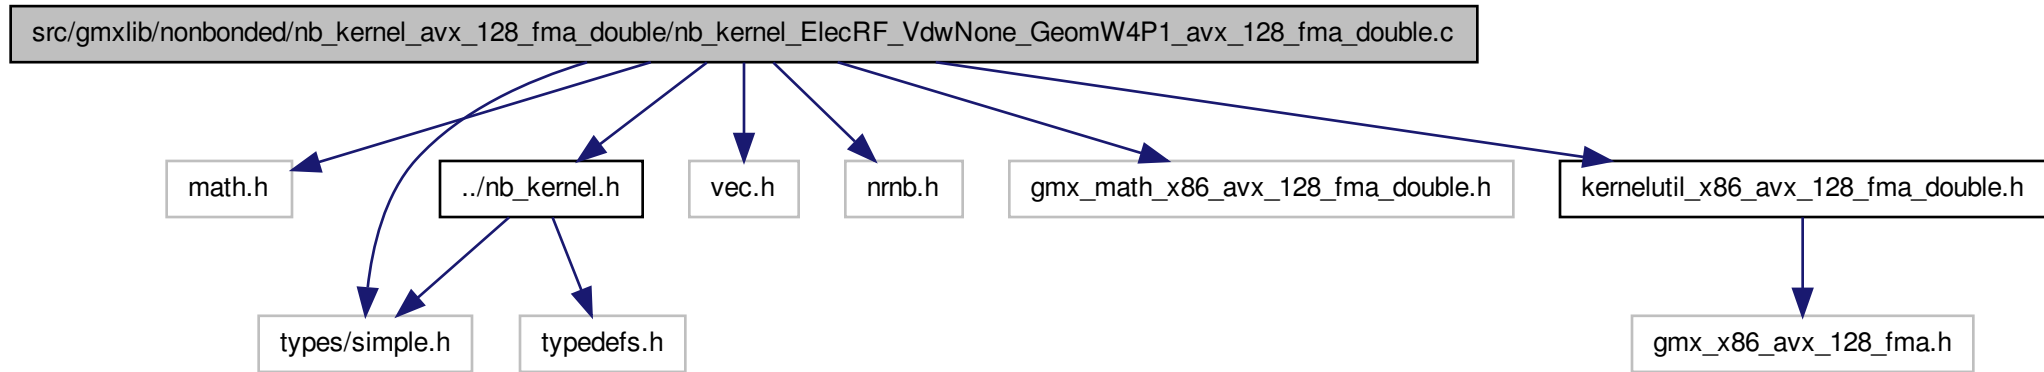 src/gmxlib/nonbonded/nb_kernel_avx_128_fma_double/nb_kernel_ElecRF_VdwNone_GeomW4P1_avx_128_fma_double.c
math.h
../nb_kernel.h
vec.h
nrnb.h
gmx_math_x86_avx_128_fma_double.h
kernelutil_x86_avx_128_fma_double.h
types/simple.h
typedefs.h
gmx_x86_avx_128_fma.h